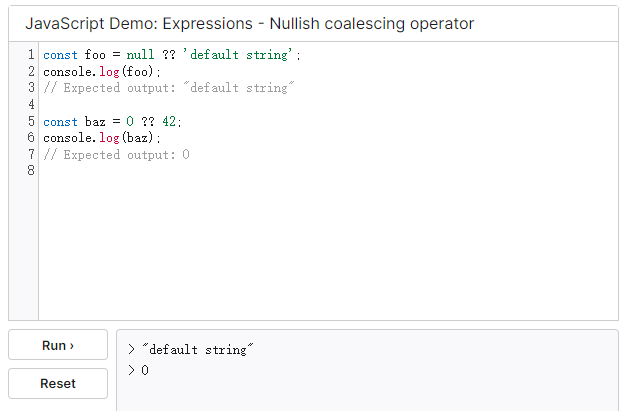 JavaScript Demo: Expressions - Nullish coalescing operator
1 const foo = null ?? 'default string';
2 console.log(foo);
3 // Expected output: "default string"
4
5 const baz = 0 ?? 42;
6 console.log(baz);
7 // Expected output: 0
8
Run ›
> "default string"
> 0
Reset